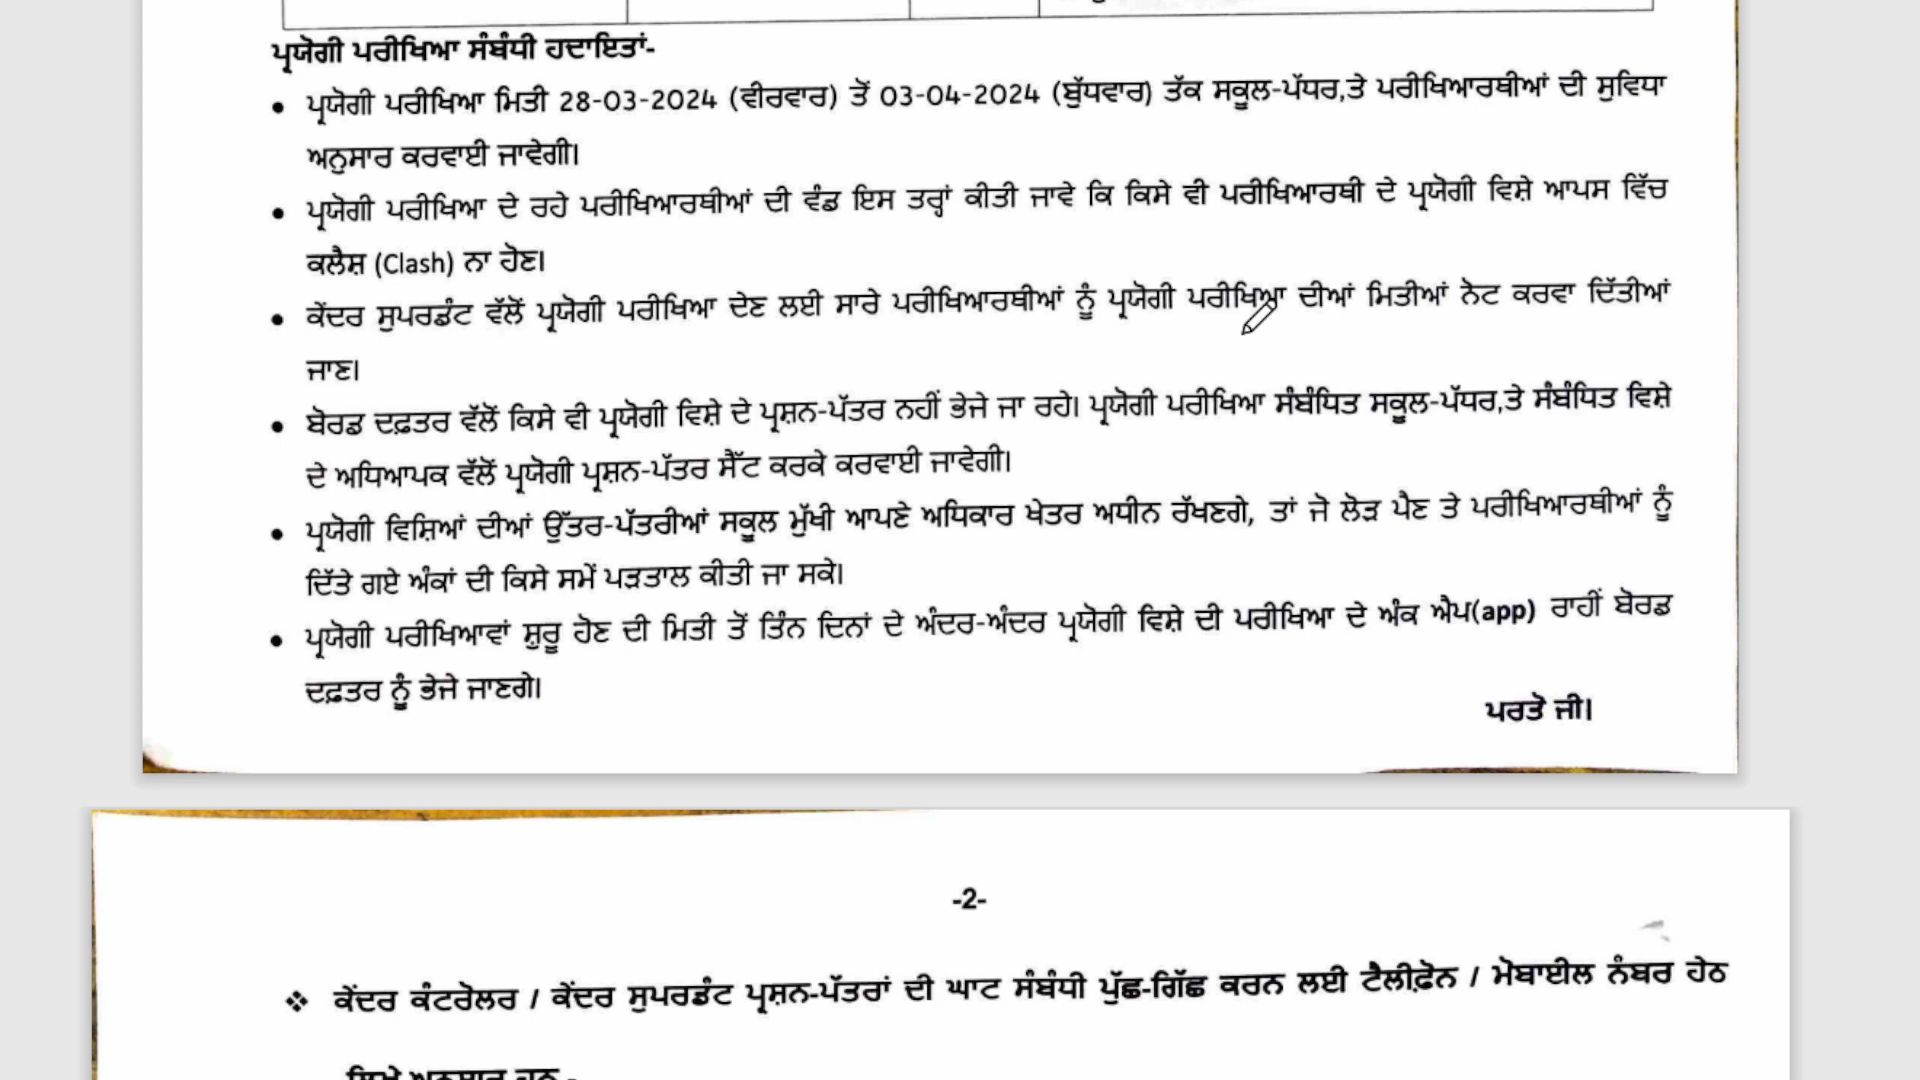 ਪ੍ਰਯੋਗੀ ਪਰੀਖਿਆ ਸੰਬੰਧੀ ਹਦਾਇਤਾਂ-
• ਪ੍ਰਯੋਗੀ ਪਰੀਖਿਆ ਮਿਤੀ 28-03-2024 (ਵੀਰਵਾਰ) ਤੋਂ 03-04-2024 (ਬੁੱਧਵਾਰ) ਤੱਕ ਸਕੂਲ-ਪੱਧਰ,ਤੇ ਪਰੀਖਿਆਰਥੀਆਂ ਦੀ ਸੁਵਿਧਾ
ਅਨੁਸਾਰ ਕਰਵਾਈ ਜਾਵੇਗੀ।
• ਪ੍ਰਯੋਗੀ ਪਰੀਖਿਆ ਦੇ ਰਹੇ ਪਰੀਖਿਆਰਥੀਆਂ ਦੀ ਵੰਡ ਇਸ ਤਰ੍ਹਾਂ ਕੀਤੀ ਜਾਵੇ ਕਿ ਕਿਸੇ ਵੀ ਪਰੀਖਿਆਰਥੀ ਦੇ ਪ੍ਰਯੋਗੀ ਵਿਸ਼ੇ ਆਪਸ ਵਿੱਚ
ਕਲੈਸ਼ (Clash) ਨਾ ਹੋਣ।
• ਕੇਂਦਰ ਸੁਪਰਡੰਟ ਵੱਲੋਂ ਪ੍ਰਯੋਗੀ ਪਰੀਖਿਆ ਦੇਣ ਲਈ ਸਾਰੇ ਪਰੀਖਿਆਰਥੀਆਂ ਨੂੰ ਪ੍ਰਯੋਗੀ ਪਰੀਖਿਆ ਦੀਆਂ ਮਿਤੀਆਂ ਨੋਟ ਕਰਵਾ ਦਿੱਤੀਆਂ
ਜਾਣ।
• ਬੋਰਡ ਦਫ਼ਤਰ ਵੱਲੋਂ ਕਿਸੇ ਵੀ ਪ੍ਰਯੋਗੀ ਵਿਸ਼ੇ ਦੇ ਪ੍ਰਸ਼ਨ-ਪੱਤਰ ਨਹੀਂ ਭੇਜੇ ਜਾ ਰਹੇ। ਪ੍ਰਯੋਗੀ ਪਰੀਖਿਆ ਸੰਬੰਧਿਤ ਸਕੂਲ-ਪੱਧਰ,ਤੇ ਸੰਬੰਧਿਤ ਵਿਸ਼ੇ
ਦੇ ਅਧਿਆਪਕ ਵੱਲੋਂ ਪ੍ਰਯੋਗੀ ਪ੍ਰਸ਼ਨ-ਪੱਤਰ ਸੈੱਟ ਕਰਕੇ ਕਰਵਾਈ ਜਾਵੇਗੀ।
• ਪ੍ਰਯੋਗੀ ਵਿਸ਼ਿਆਂ ਦੀਆਂ ਉੱਤਰ-ਪੱਤਰੀਆਂ ਸਕੂਲ ਮੁੱਖੀ ਆਪਣੇ ਅਧਿਕਾਰ ਖੇਤਰ ਅਧੀਨ ਰੱਖਣਗੇ, ਤਾਂ ਜੋ ਲੋੜ ਪੈਣ ਤੇ ਪਰੀਖਿਆਰਥੀਆਂ ਨੂੰ
ਦਿੱਤੇ ਗਏ ਅੰਕਾਂ ਦੀ ਕਿਸੇ ਸਮੇਂ ਪੜਤਾਲ ਕੀਤੀ ਜਾ ਸਕੇ।
• ਪ੍ਰਯੋਗੀ ਪਰੀਖਿਆਵਾਂ ਸ਼ੁਰੂ ਹੋਣ ਦੀ ਮਿਤੀ ਤੋਂ ਤਿੰਨ ਦਿਨਾਂ ਦੇ ਅੰਦਰ-ਅੰਦਰ ਪ੍ਰਯੋਗੀ ਵਿਸ਼ੇ ਦੀ ਪਰੀਖਿਆ ਦੇ ਅੰਕ ਐਪ(app) ਰਾਹੀਂ ਬੋਰਡ
ਦਫ਼ਤਰ ਨੂੰ ਭੇਜੇ ਜਾਣਗੇ।
ਪਰਤੋ ਜੀ।
-2-
❖ ਕੇਂਦਰ ਕੰਟਰੋਲਰ / ਕੇਂਦਰ ਸੁਪਰਡੰਟ ਪ੍ਰਸ਼ਨ-ਪੱਤਰਾਂ ਦੀ ਘਾਟ ਸੰਬੰਧੀ ਪੁੱਛ-ਗਿੱਛ ਕਰਨ ਲਈ ਟੈਲੀਫ਼ੋਨ / ਮੋਬਾਈਲ ਨੰਬਰ ਹੇਠ
ਲਿਖੇ ਅਨੁਸਾਰ ਹਨ -